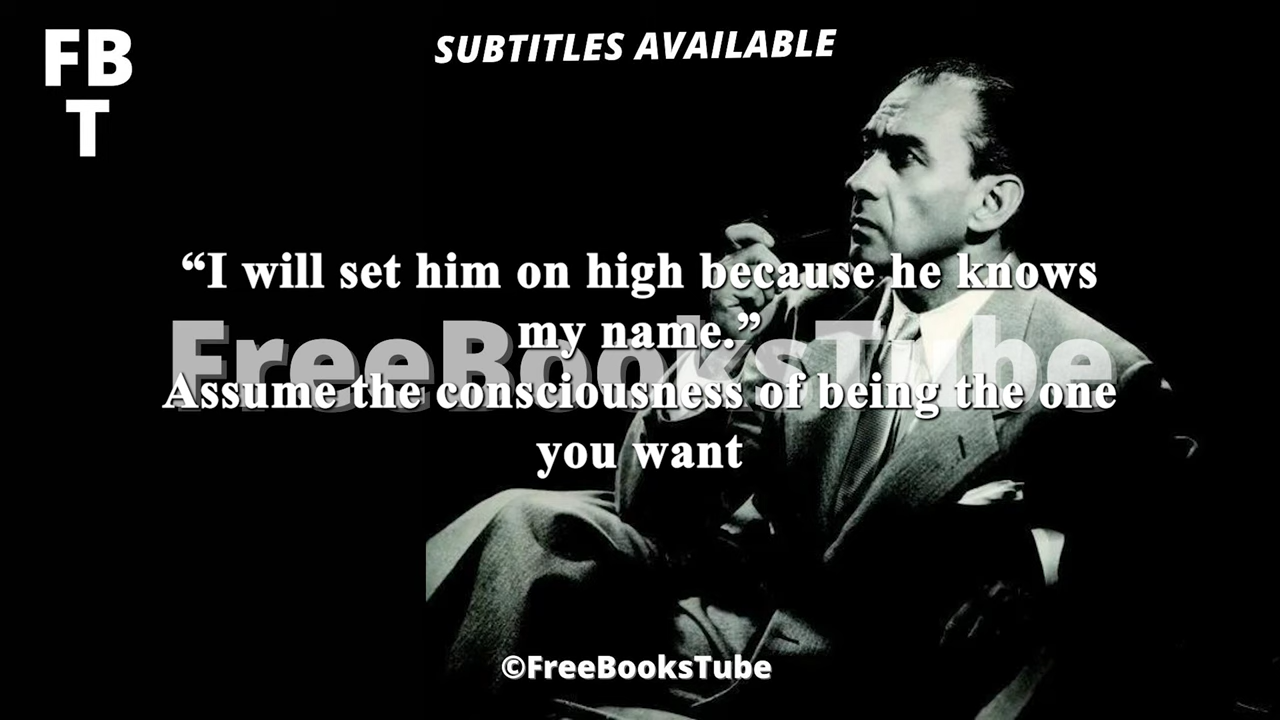 FB
T
SUBTITLES AVAILABLE
“I will set him on high because he knows
my name.”
FreeBooksTube
Assume the consciousness of being the one
you want
©FreeBooksTube